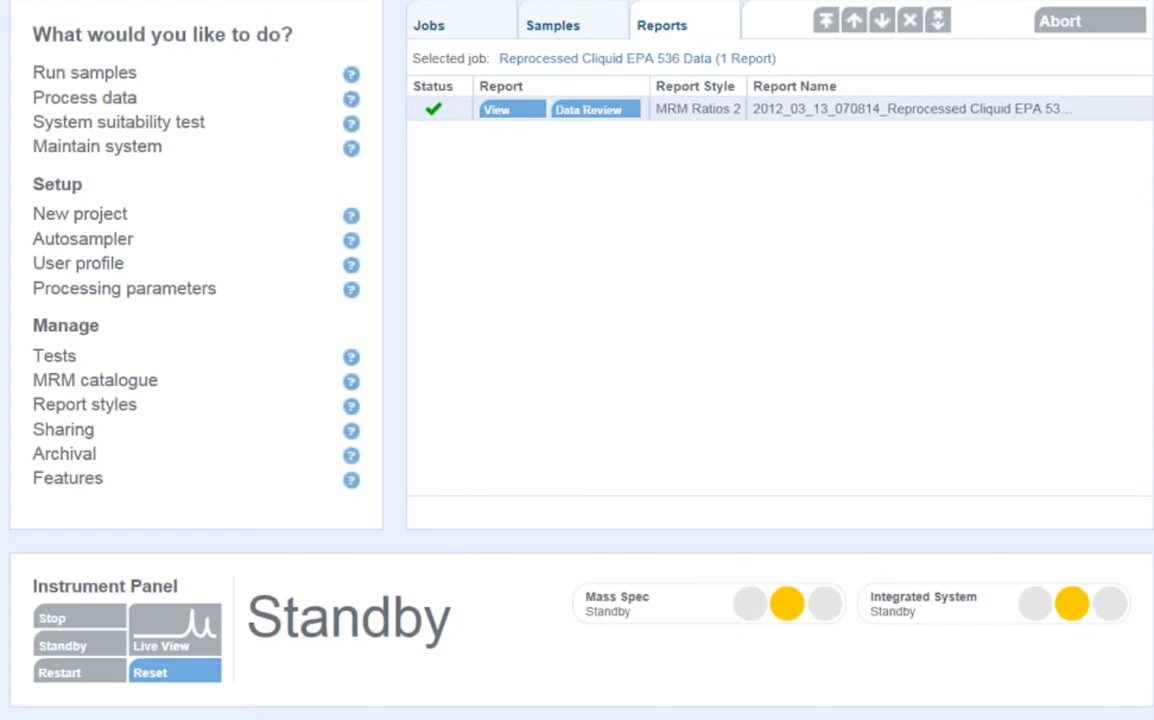 What would you like to do?
Run samples
Process data
System suitability test
Maintain system
Setup
New project
Autosampler
User profile
Processing parameters
Manage
Tests
MRM catalogue
Report styles
Sharing
Archival
Features
Jobs
Samples
Reports
Abort
Selected job: Reprocessed Cliquid EPA 536 Data (1 Report)
Status Report Report Style Report Name
View Data Review MRM Ratios 2 2012_03_13_070814_Reprocessed Cliquid EPA 53...
Instrument Panel
Stop
Standby
Live View
Restart
Reset
Standby
Mass Spec
Standby
Integrated System
Standby